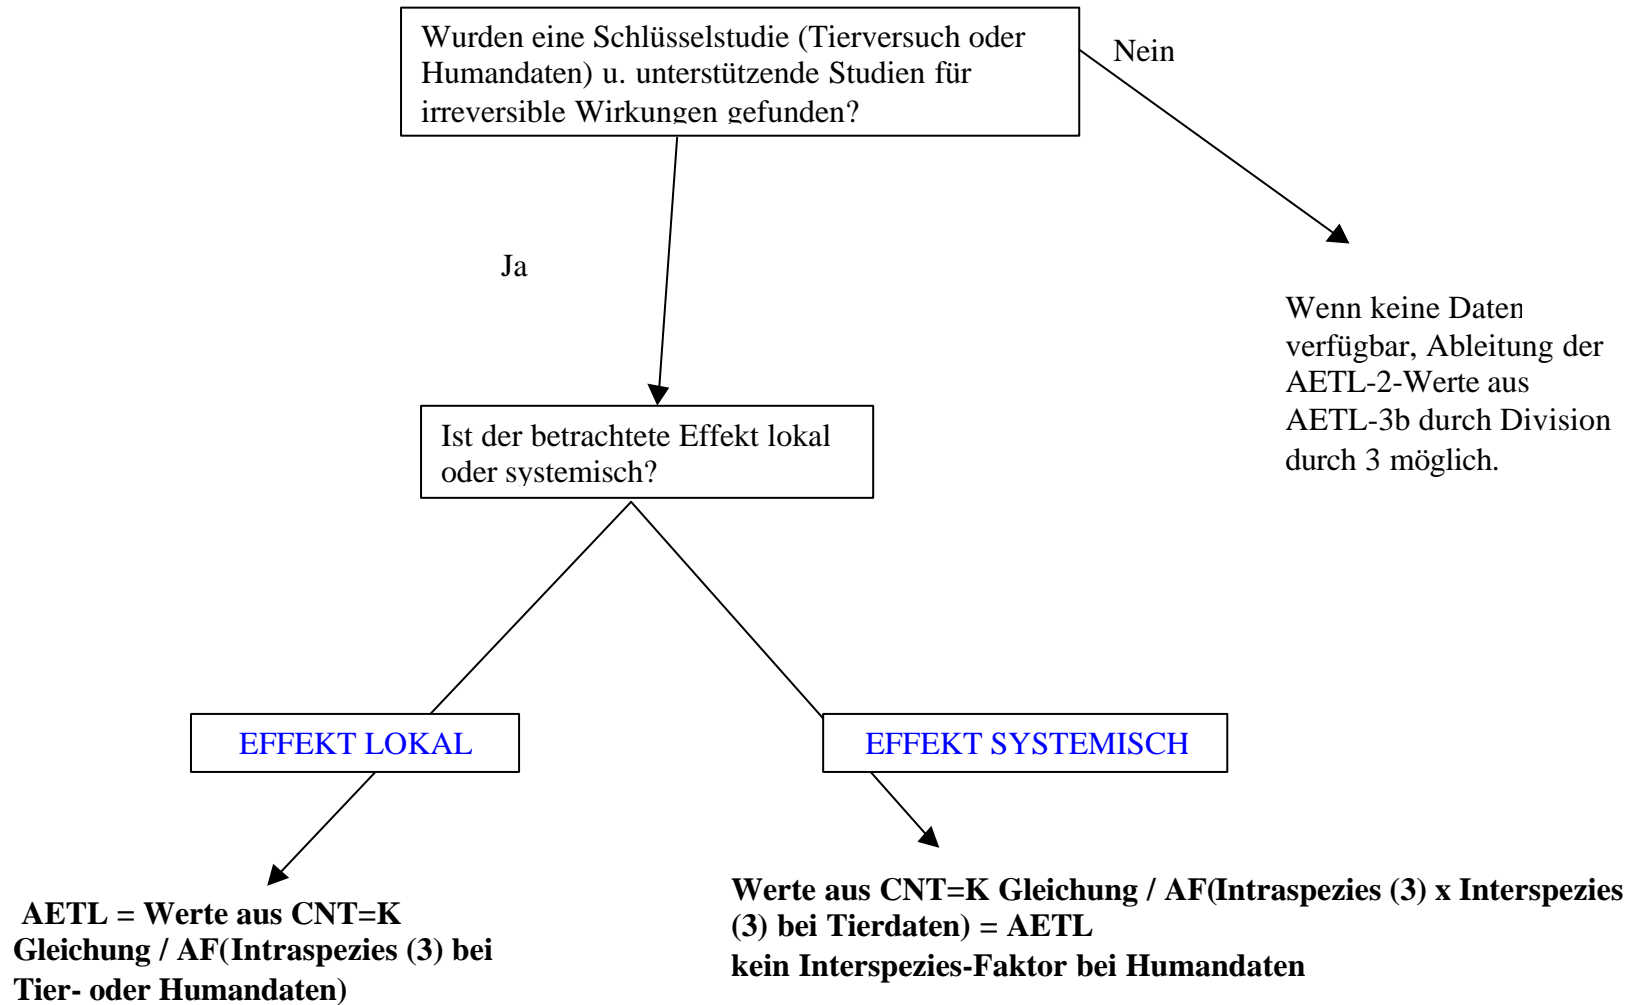 Wurden eine Schlüsselstudie (Tierversuch oder
Humandaten) u. unterstützende Studien für
irreversible Wirkungen gefunden?
Nein
Ja
Wenn keine Daten
verfügbar, Ableitung der
AETL-2-Werte aus
AETL-3b durch Division
durch 3 möglich.
Ist der betrachtete Effekt lokal
oder systemisch?
EFFEKT LOKAL
EFFEKT SYSTEMISCH
AETL = Werte aus CNT=K
Gleichung / AF(Intraspezies (3) bei
Tier- oder Humandaten)
Werte aus CNT=K Gleichung / AF(Intraspezies (3) x Interspezies
(3) bei Tierdaten) = AETL
kein Interspezies-Faktor bei Humandaten